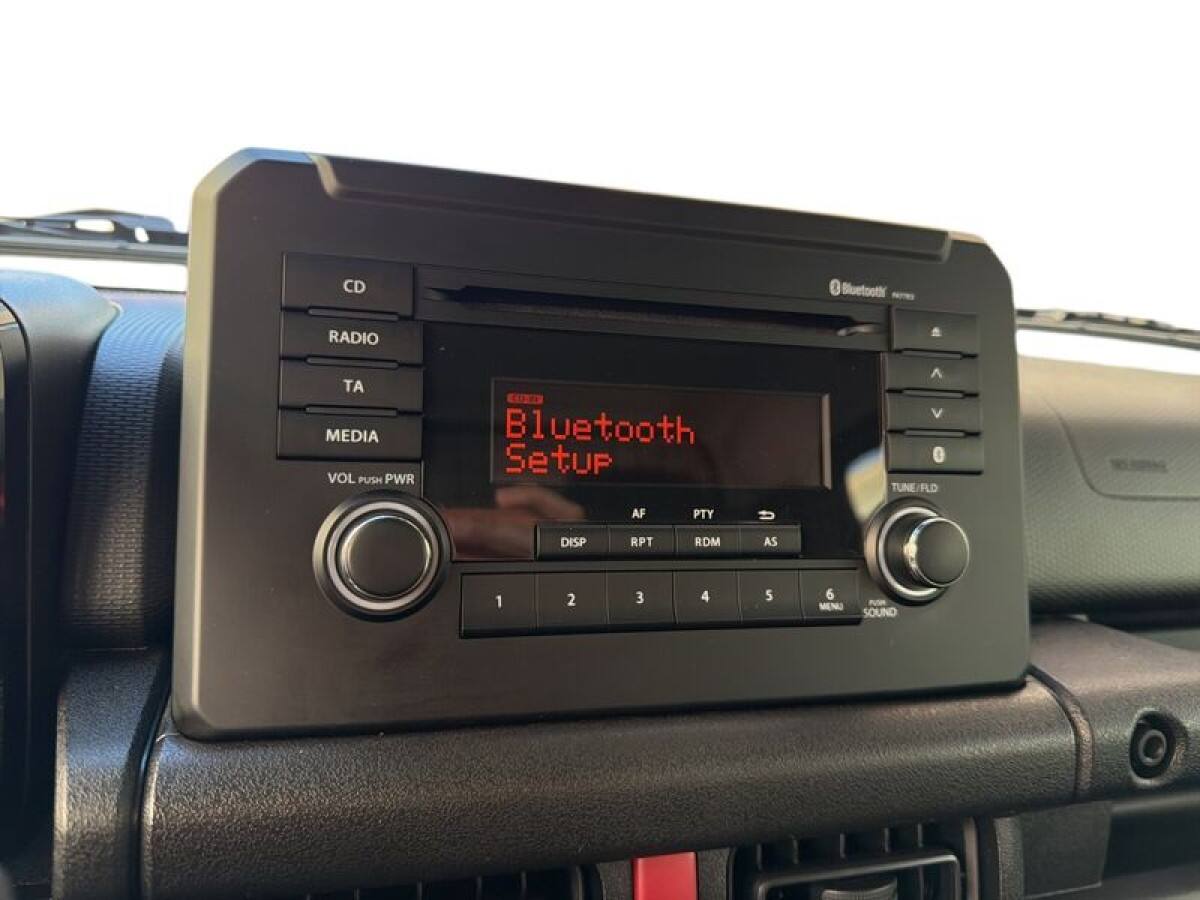 CD
RADIO
TA
MEDIA
VOL PUSH PWR
Bluetooth
Bluetooth
Setup
AF PTY
DISP RPT RDM AS
1 2 3 4 5 6
MENU
TUNE/FLD
PUSH
SOUND